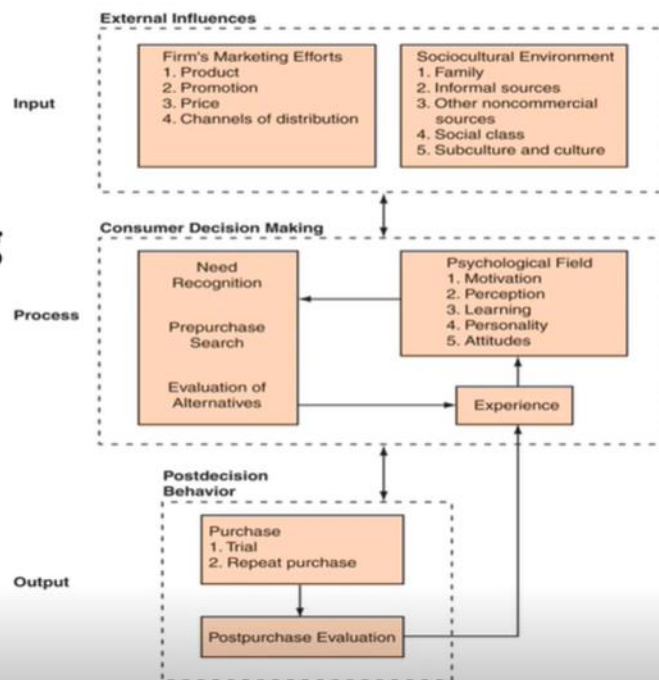 External Influences
Input
Firm's Marketing Efforts
1. Product
2. Promotion
3. Price
4. Channels of distribution
Sociocultural Environment
1. Family
2. Informal sources
3. Other noncommercial
sources
4. Social class
5. Subculture and culture
Consumer Decision Making
Process
Need
Recognition
Prepurchase
Search
Evaluation of
Alternatives
Psychological Field
1. Motivation
2. Perception
3. Learning
4. Personality
5. Attitudes
Experience
Postdecision
Behavior
Output
Purchase
1. Trial
2. Repeat purchase
Postpurchase Evaluation